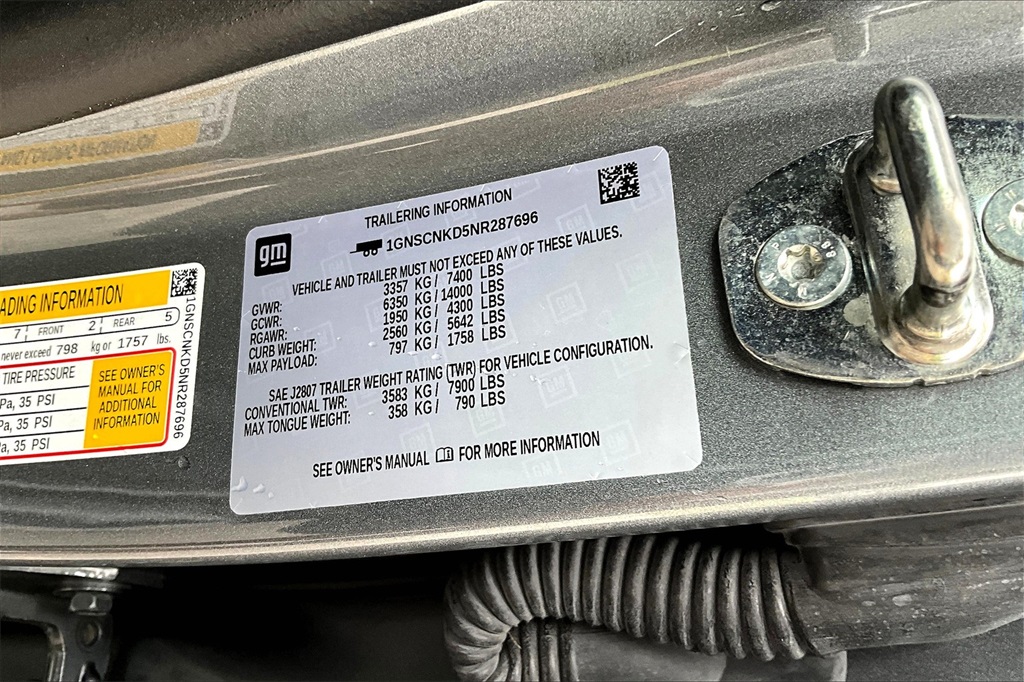 TRAILERING INFORMATION
gm
1GNSCNKD5NR287696
VEHICLE AND TRAILER MUST NOT EXCEED ANY OF THESE VALUES.
GVWR: 3357 KG / 7400 LBS
GCWR: 6350 KG / 14000 LBS
RGAWR: 1950 KG / 4300 LBS
CURB WEIGHT: 2560 KG / 5642 LBS
MAX PAYLOAD: 797 KG / 1758 LBS
SAE J2807 TRAILER WEIGHT RATING (TWR) FOR VEHICLE CONFIGURATION.
CONVENTIONAL TWR: 3583 KG / 7900 LBS
MAX TONGUE WEIGHT: 358 KG / 790 LBS
SEE OWNER'S MANUAL FOR MORE INFORMATION
ADING INFORMATION
7 FRONT 2 REAR 5
never exceed 798 kg or 1757 lbs.
TIRE PRESSURE
Pa, 35 PSI
Pa, 35 PSI
Pa, 35 PSI
SEE OWNER'S
MANUAL FOR
ADDITIONAL
INFORMATION
1GNSCNKD5NR287696